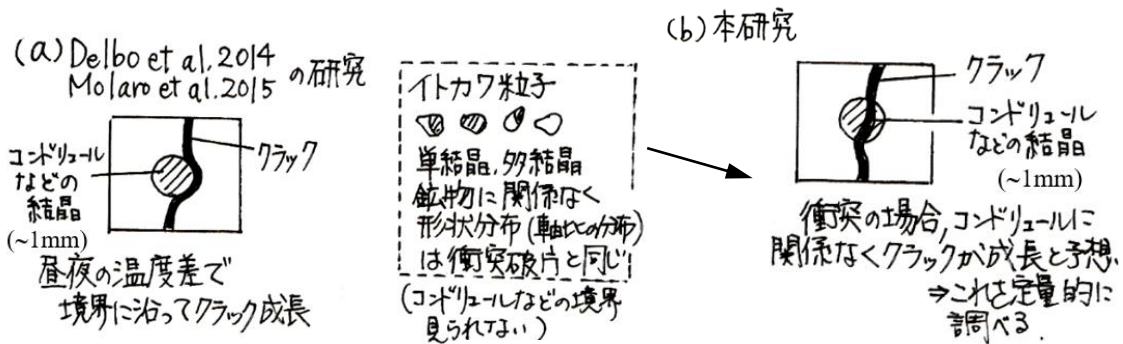 (a) Delbo et al. 2014
Molaro et al. 2015 の研究
コンドリュール
などの
結晶
(~1mm)
クラック
昼夜の温度差で
境界に沿ってクラック成長
イトカワ粒子
単結晶, 多結晶
鉱物に関係なく
形状分布 (軸比の分布)
は衝突破片と同じ
(コンドリュールなどの境界
見られてない)
(b) 本研究
クラック
コンドリュール
などの結晶
(~1mm)
衝突の場合, コンドリュールに
関係なくクラックが成長と予想.
⇒これを定量的に
調べる.